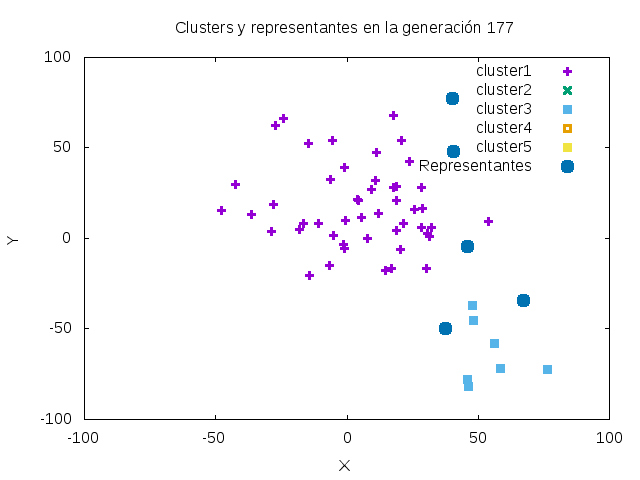 Clusters y representantes en la generación 177
100
50
0
-50
-100
-100
-50
0
50
100
Y
X
cluster1
cluster2
cluster3
cluster4
cluster5
Representantes